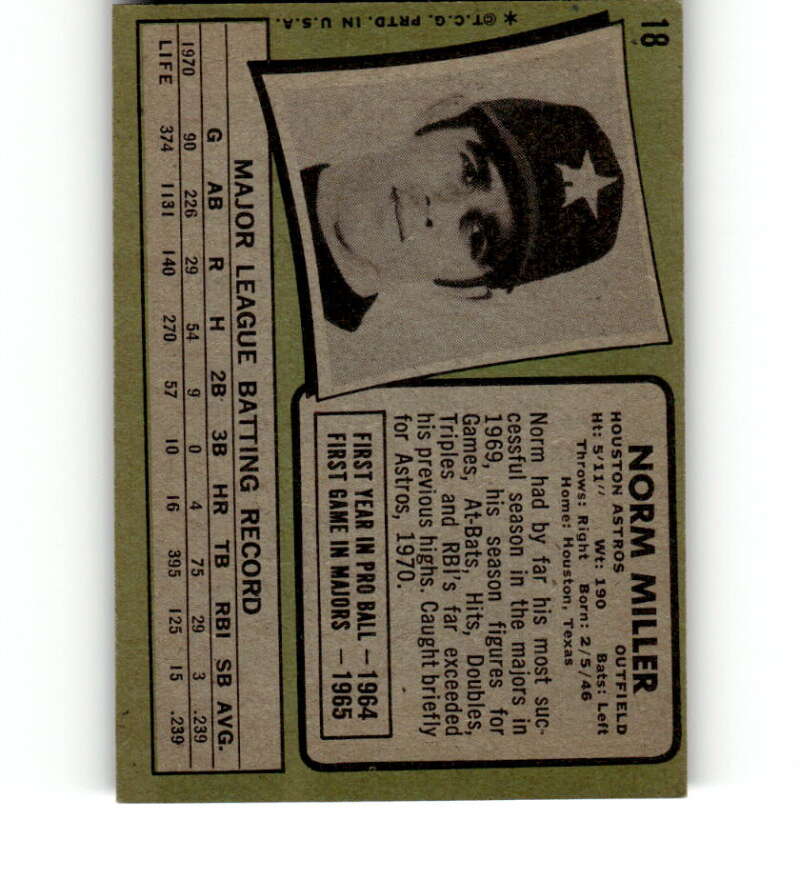 18
*©T.C.G. PRTD. IN U.S.A.
NORM MILLER
HOUSTON ASTROS OUTFIELD
Ht: 5'11" Wt: 190 Bats: Left
Throws: Right Born: 2/5/46
Home: Houston, Texas
Norm had by far his most suc-
cessful season in the majors in
1969, his season figures for
Games, At-Bats, Hits, Doubles,
Triples and RBI's far exceeded
his previous highs. Caught briefly
for Astros, 1970.
FIRST YEAR IN PRO BALL – 1964
FIRST GAME IN MAJORS – 1965
MAJOR LEAGUE BATTING RECORD
G AB R H 2B 3B HR TB RBI SB AVG.
1970 90 226 29 54 9 0 4 75 29 3 .239
LIFE 374 1131 140 270 57 10 16 395 125 15 .239